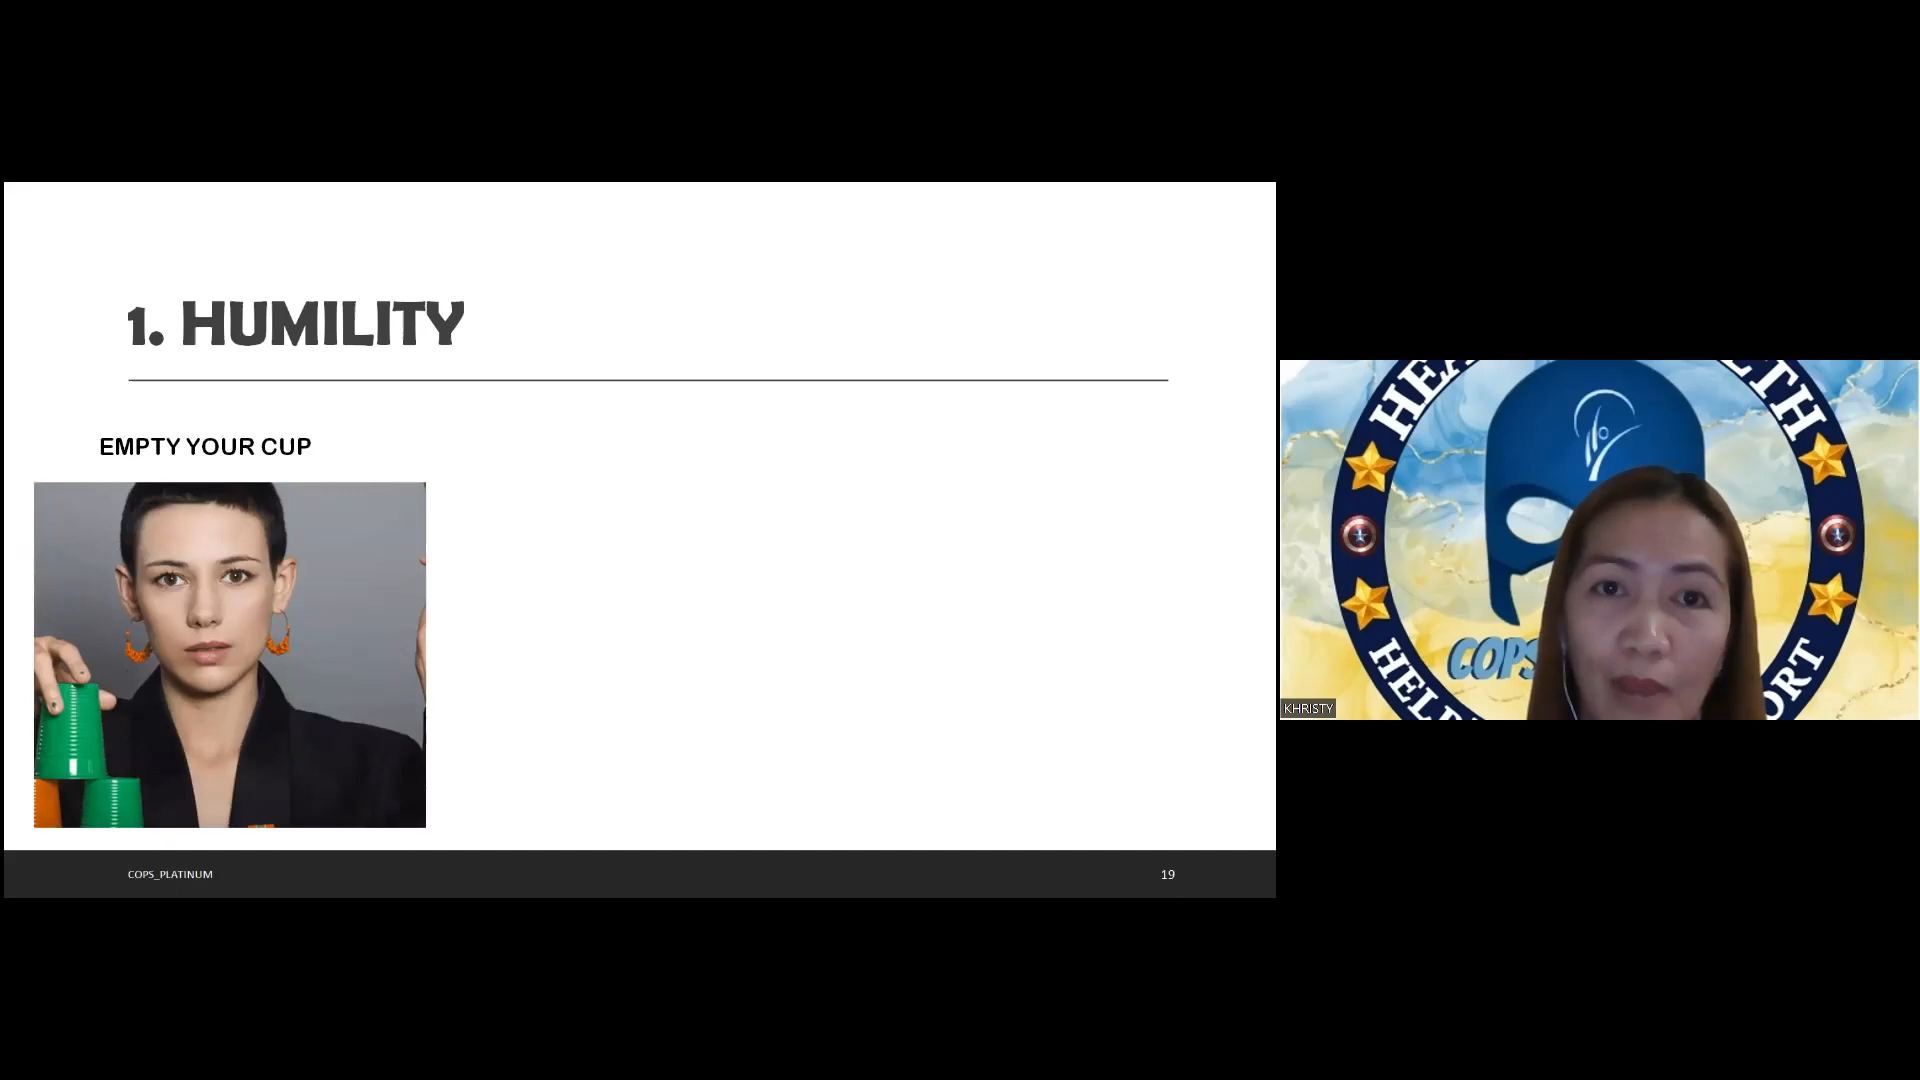 1. HUMILITY
EMPTY YOUR CUP
COPS_PLATINUM
19
COPS
KHRISTY